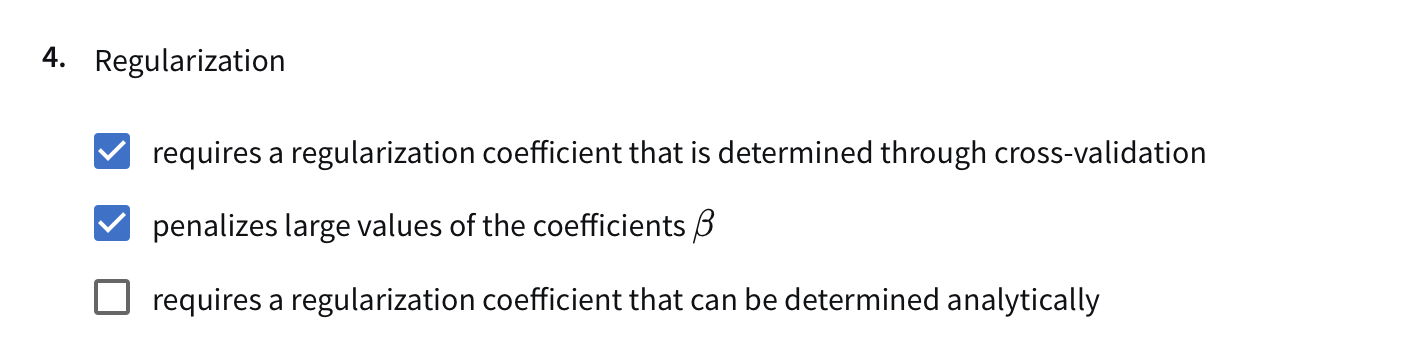 4. Regularization
requires a regularization coefficient that is determined through cross-validation
penalizes large values of the coefficients β
requires a regularization coefficient that can be determined analytically